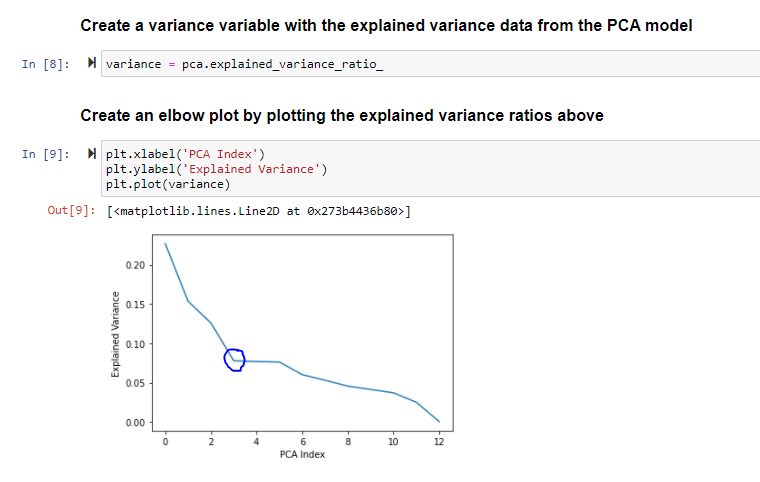 Create a variance variable with the explained variance data from the PCA model
In [8]: variance = pca.explained_variance_ratio_
Create an elbow plot by plotting the explained variance ratios above
In [9]: plt.xlabel('PCA Index')
plt.ylabel('Explained Variance')
plt.plot(variance)
Out[9]: [<matplotlib.lines.Line2D at 0x273b4436b80>]
Explained Variance
0.20
0.15
0.10
0.05
0.00
0 2 4 6 8 10 12
PCA Index